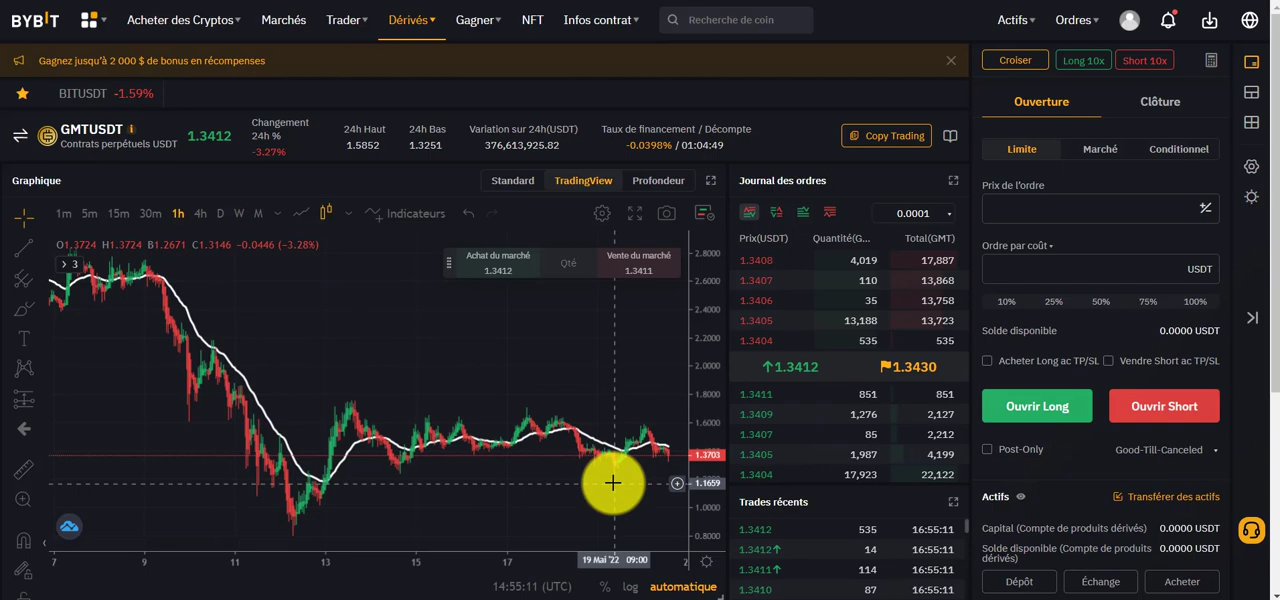 BYBIT
Acheter des Cryptos
Marchés
Trader
Dérivés
Gagner
NFT
Infos contrat
Recherche de coin
Actifs
Ordres
Gagnez jusqu'à 2 000 $ de bonus en récompenses
BITUSDT -1.59%
GMTUSDT
Contrats perpétuels USDT
1.3412
Changement
24h %
-3.27%
24h Haut
1.5852
24h Bas
1.3251
Variation sur 24h(USDT)
376,613,925.82
Taux de financement / Décompte
-0.0398% / 01:04:49
Copy Trading
Graphique
Standard
TradingView
Profondeur
1m 5m 15m 30m 1h 4h D W M
Indicateurs
O1.3724 H1.3724 B1.2671 C1.3146 -0.0446 (-3.28%)
3
Achat du marché
1.3412
Qté
Vente du marché
1.3411
2.8000
2.6000
2.4000
2.2000
2.0000
1.8000
1.6000
1.4000
1.3703
1.1659
1.0000
0.8000
7 9 11 13 15 17 19 Mai '22 09:00 2
14:55:11 (UTC) % log automatique
Journal des ordres
0.0001
Prix(USDT) Quantité(G... Total(GMT)
1.3408 4,019 17,887
1.3407 110 13,868
1.3406 35 13,758
1.3405 13,188 13,723
1.3404 535 535
1.3412 1.3430
1.3411 851 851
1.3409 1,276 2,127
1.3407 85 2,212
1.3405 1,987 4,199
1.3404 17,923 22,122
Trades récents
1.3412 535 16:55:11
1.3412 14 16:55:11
1.3411 114 16:55:11
1.3410 87 16:55:11
Croiser
Long 10x
Short 10x
Ouverture
Clôture
Limite
Marché
Conditionnel
Prix de l'ordre
Ordre par coût
USDT
10% 25% 50% 75% 100%
Solde disponible 0.0000 USDT
Acheter Long ac TP/SL
Vendre Short ac TP/SL
Ouvrir Long
Ouvrir Short
Post-Only
Good-Till-Canceled
Actifs
Transférer des actifs
Capital (Compte de produits dérivés) 0.0000 USDT
Solde disponible (Compte de produits 0.0000 USDT
dérivés)
Dépôt
Échange
Acheter